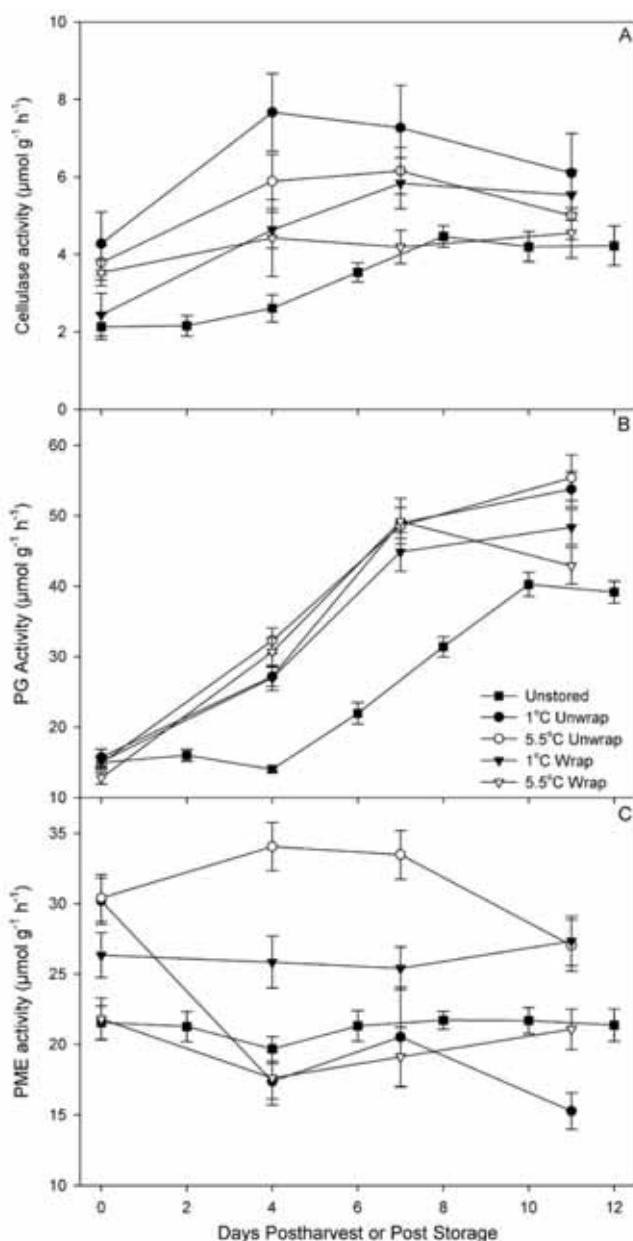 A
Cellulase activity (µmol g⁻¹ h⁻¹)
10
8
6
4
2
0
B
PG Activity (µmol g⁻¹ h⁻¹)
60
50
40
30
20
10
Unstored
1°C Unwrap
5.5°C Unwrap
1°C Wrap
5.5°C Wrap
C
PME activity (µmol g⁻¹ h⁻¹)
35
30
25
20
15
10
0 2 4 6 8 10 12
Days Postharvest or Post Storage